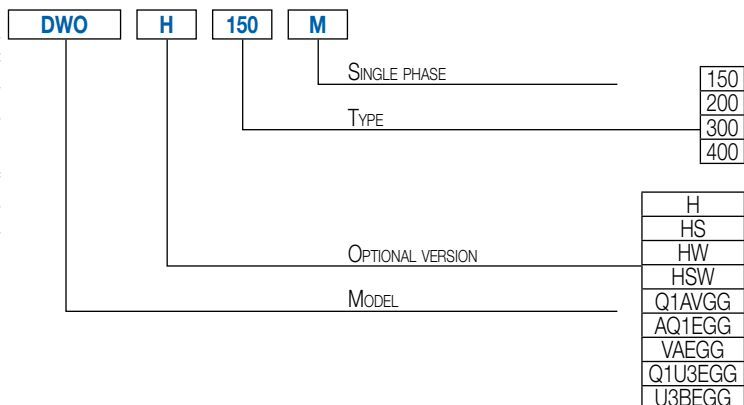 DWO H 150 M
Single phase
150
200
Type
300
400
H
HS
Optional version
HW
HSW
Model
Q1AVGG
AQ1EGG
VAEGG
Q1U3EGG
U3BEGG